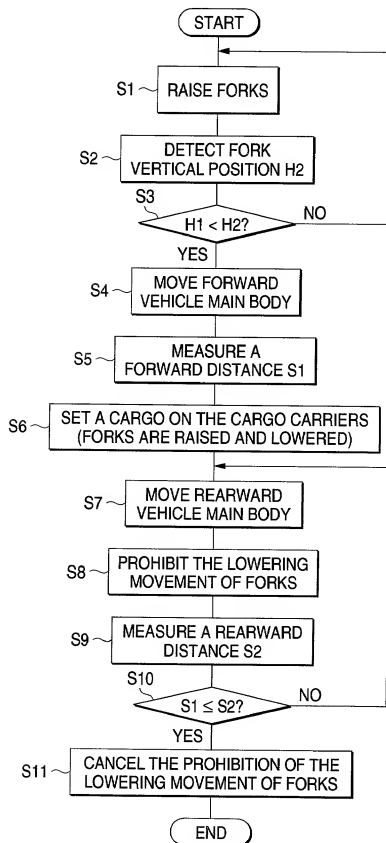 START
S1
RAISE FORKS
S2
DETECT FORK
VERTICAL POSITION H2
S3
H1 < H2?
NO
YES
S4
MOVE FORWARD
VEHICLE MAIN BODY
S5
MEASURE A
FORWARD DISTANCE S1
S6
SET A CARGO ON THE CARGO CARRIERS
(FORKS ARE RAISED AND LOWERED)
S7
MOVE REARWARD
VEHICLE MAIN BODY
S8
PROHIBIT THE LOWERING
MOVEMENT OF FORKS
S9
MEASURE A REARWARD
DISTANCE S2
S10
S1 ≤ S2?
NO
YES
S11
CANCEL THE PROHIBITION OF THE
LOWERING MOVEMENT OF FORKS
END